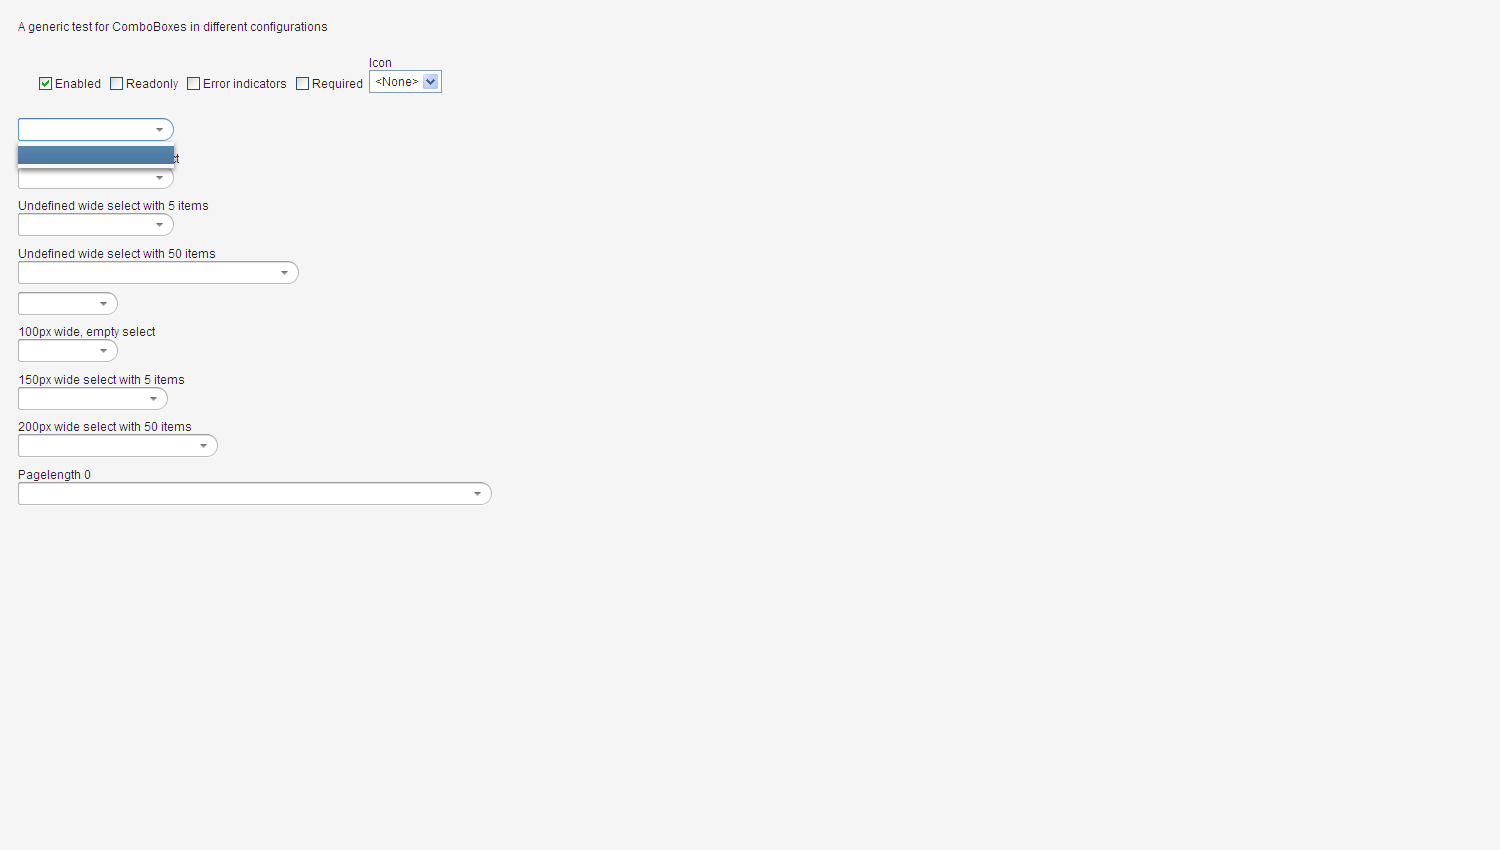 A generic test for ComboBoxes in different configurations
Icon
Enabled Readonly Error indicators Required <None>
Undefined wide select with 5 items
Undefined wide select with 50 items
100px wide, empty select
150px wide select with 5 items
200px wide select with 50 items
Pagelength 0